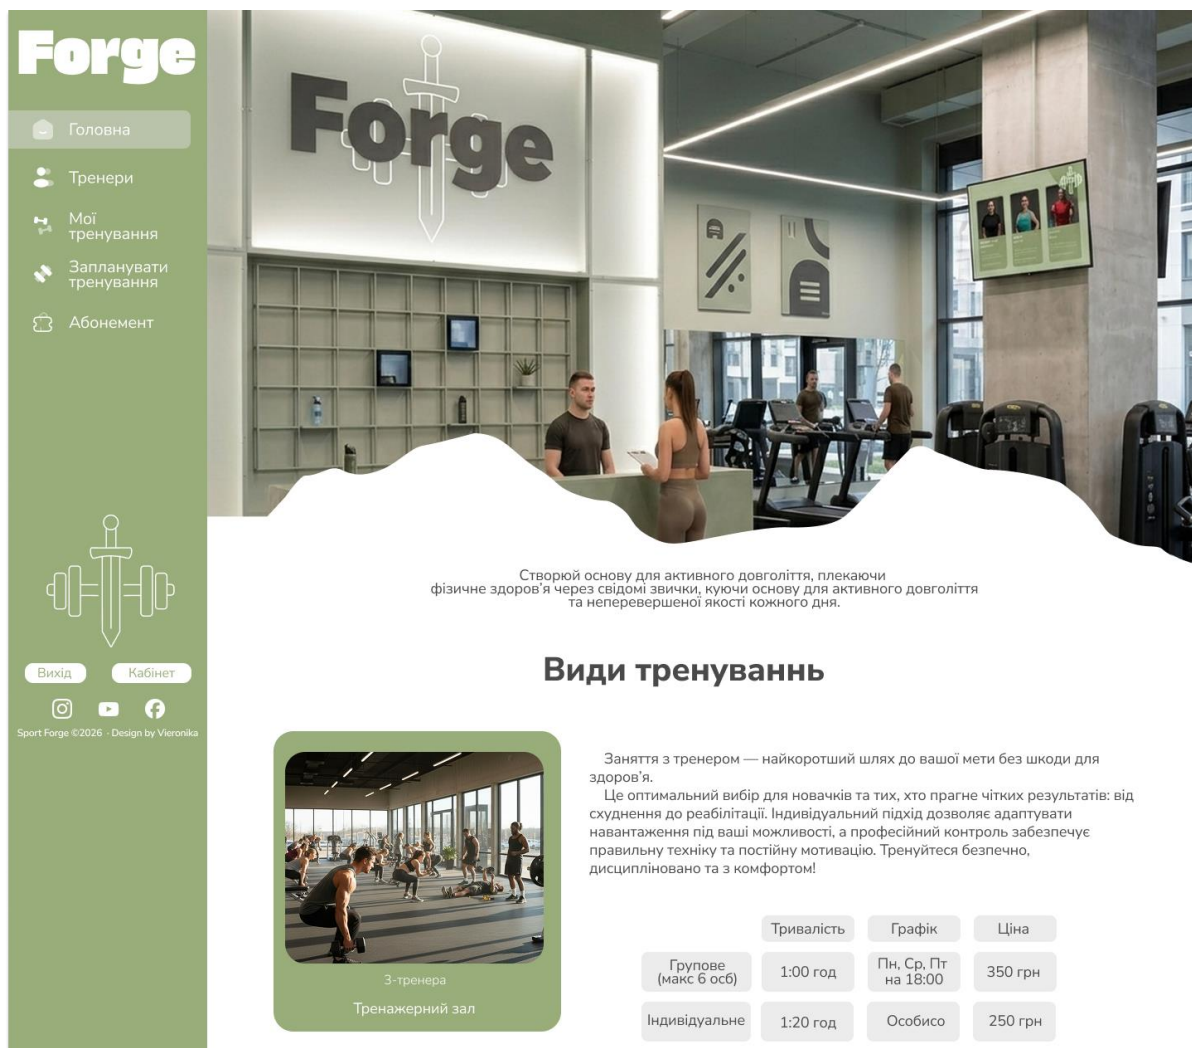 Forge
Головна
Тренери
Мої
тренування
Запланувати
тренування
Абонемент
Вихід
Кабінет
Sport Forge ©2026 · Design by Vieronika
Forge
Створюй основу для активного довголіття, плекаючи
фізичне здоров’я через свідомі звички, куючи основу для активного довголіття
та неперевершеної якості кожного дня.
Види тренуваннь
3-тренера
Тренажерний зал
Заняття з тренером — найкоротший шлях до вашої мети без шкоди для
здоров’я.
Це оптимальний вибір для новачків та тих, хто прагне чітких результатів: від
схуднення до реабілітації. Індивідуальний підхід дозволяє адаптувати
навантаження під ваші можливості, а професійний контроль забезпечує
правильну техніку та постійну мотивацію. Тренуйтеся безпечно,
дисципліновано та з комфортом!
Тривалість Графік Ціна
Групове
(макс 6 осб)
1:00 год
Пн, Ср, Пт
на 18:00
350 грн
Індивідуальне 1:20 год Особисо 250 грн